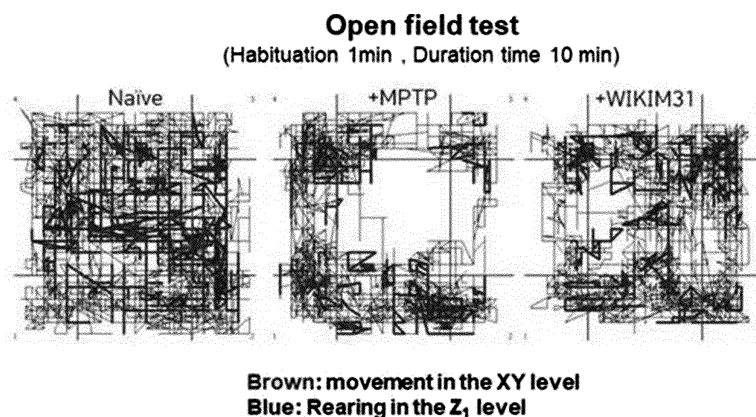 Open field test
(Habituation 1min , Duration time 10 min)
Naïve
+MPTP
+WIKIM31
Brown: movement in the XY level
Blue: Rearing in the Z₁ level